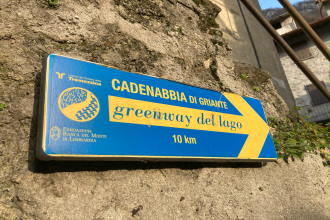 Tremezzina
CADENABBIA DI GRIANTE
greenway del lago
10 km
FONDAZIONE
BANCA DEL MONTE
DI LOMBARDIA